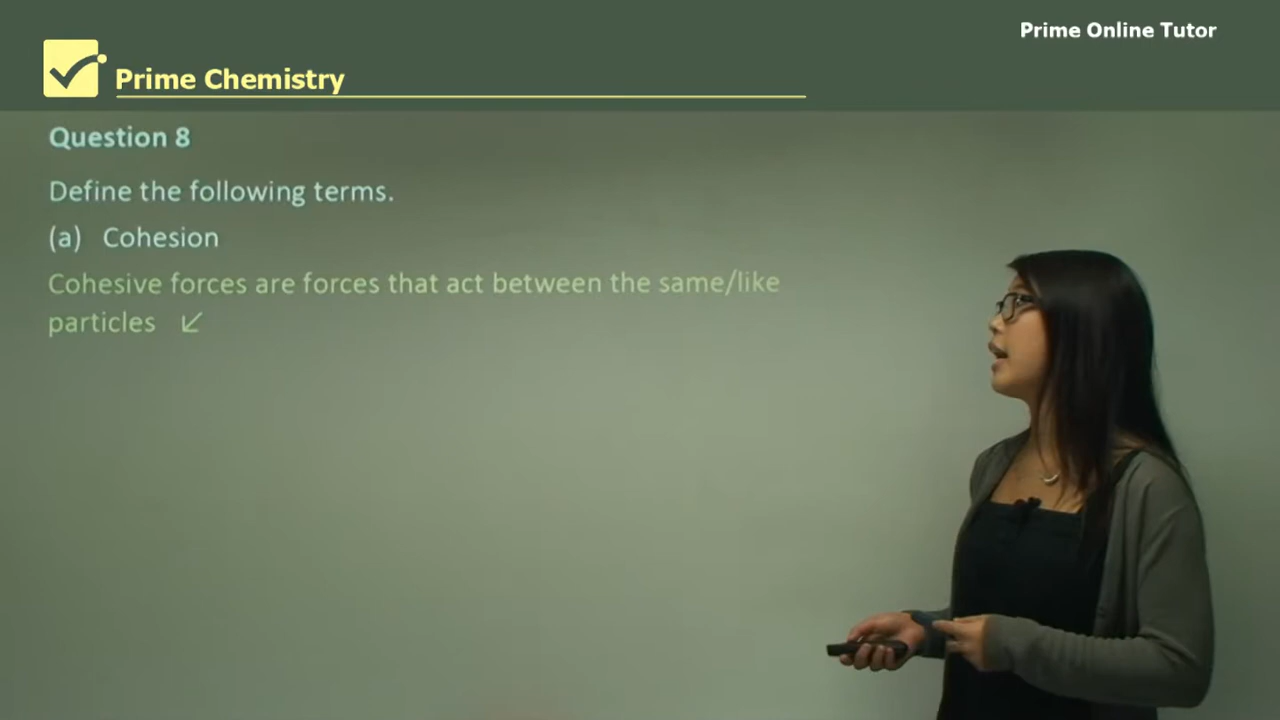 Prime Online Tutor
Prime Chemistry
Question 8
Define the following terms.
(a) Cohesion
Cohesive forces are forces that act between the same/like
particles ↙